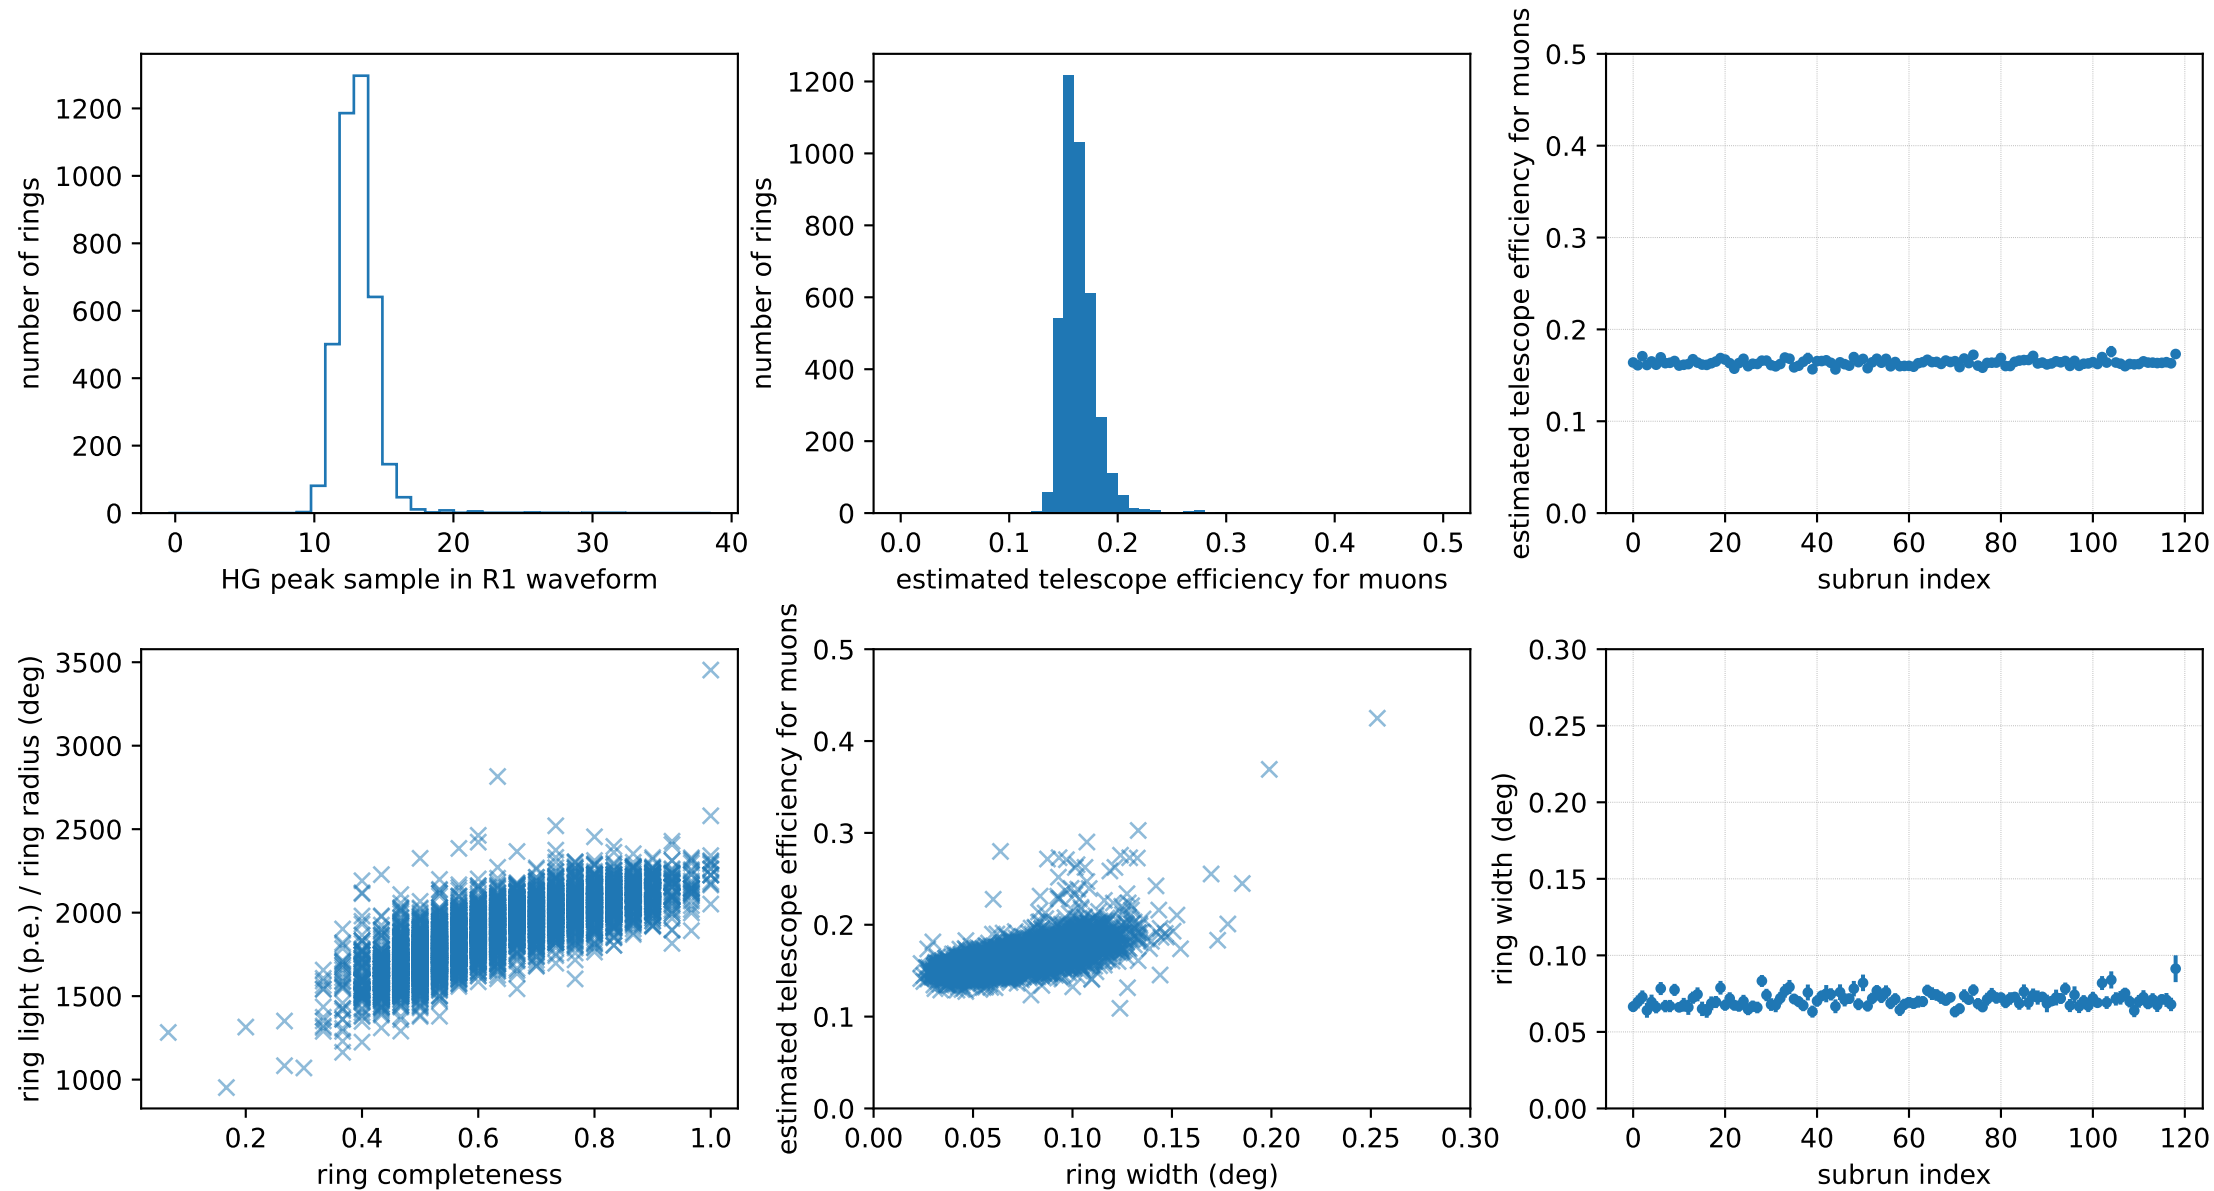 number of rings
1200
1000
800
600
400
200
0
0 10 20 30 40
HG peak sample in R1 waveform
number of rings
1200
1000
800
600
400
200
0
0.0 0.1 0.2 0.3 0.4 0.5
estimated telescope efficiency for muons
estimated telescope efficiency for muons
0.5
0.4
0.3
0.2
0.1
0.0
0 20 40 60 80 100 120
subrun index
ring light (p.e.) / ring radius (deg)
3500
3000
2500
2000
1500
1000
0.2 0.4 0.6 0.8 1.0
ring completeness
estimated telescope efficiency for muons
0.5
0.4
0.3
0.2
0.1
0.0
0.00 0.05 0.10 0.15 0.20 0.25 0.30
ring width (deg)
ring width (deg)
0.30
0.25
0.20
0.15
0.10
0.05
0.00
0 20 40 60 80 100 120
subrun index